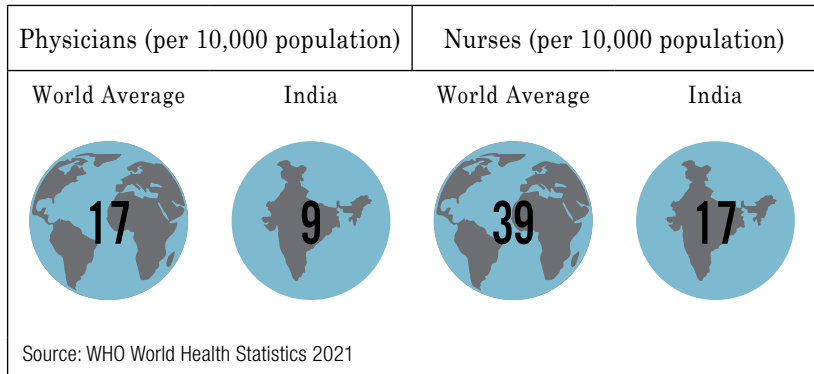 Physicians (per 10,000 population) Nurses (per 10,000 population)
World Average India World Average India
17 9 39 17
Source: WHO World Health Statistics 2021